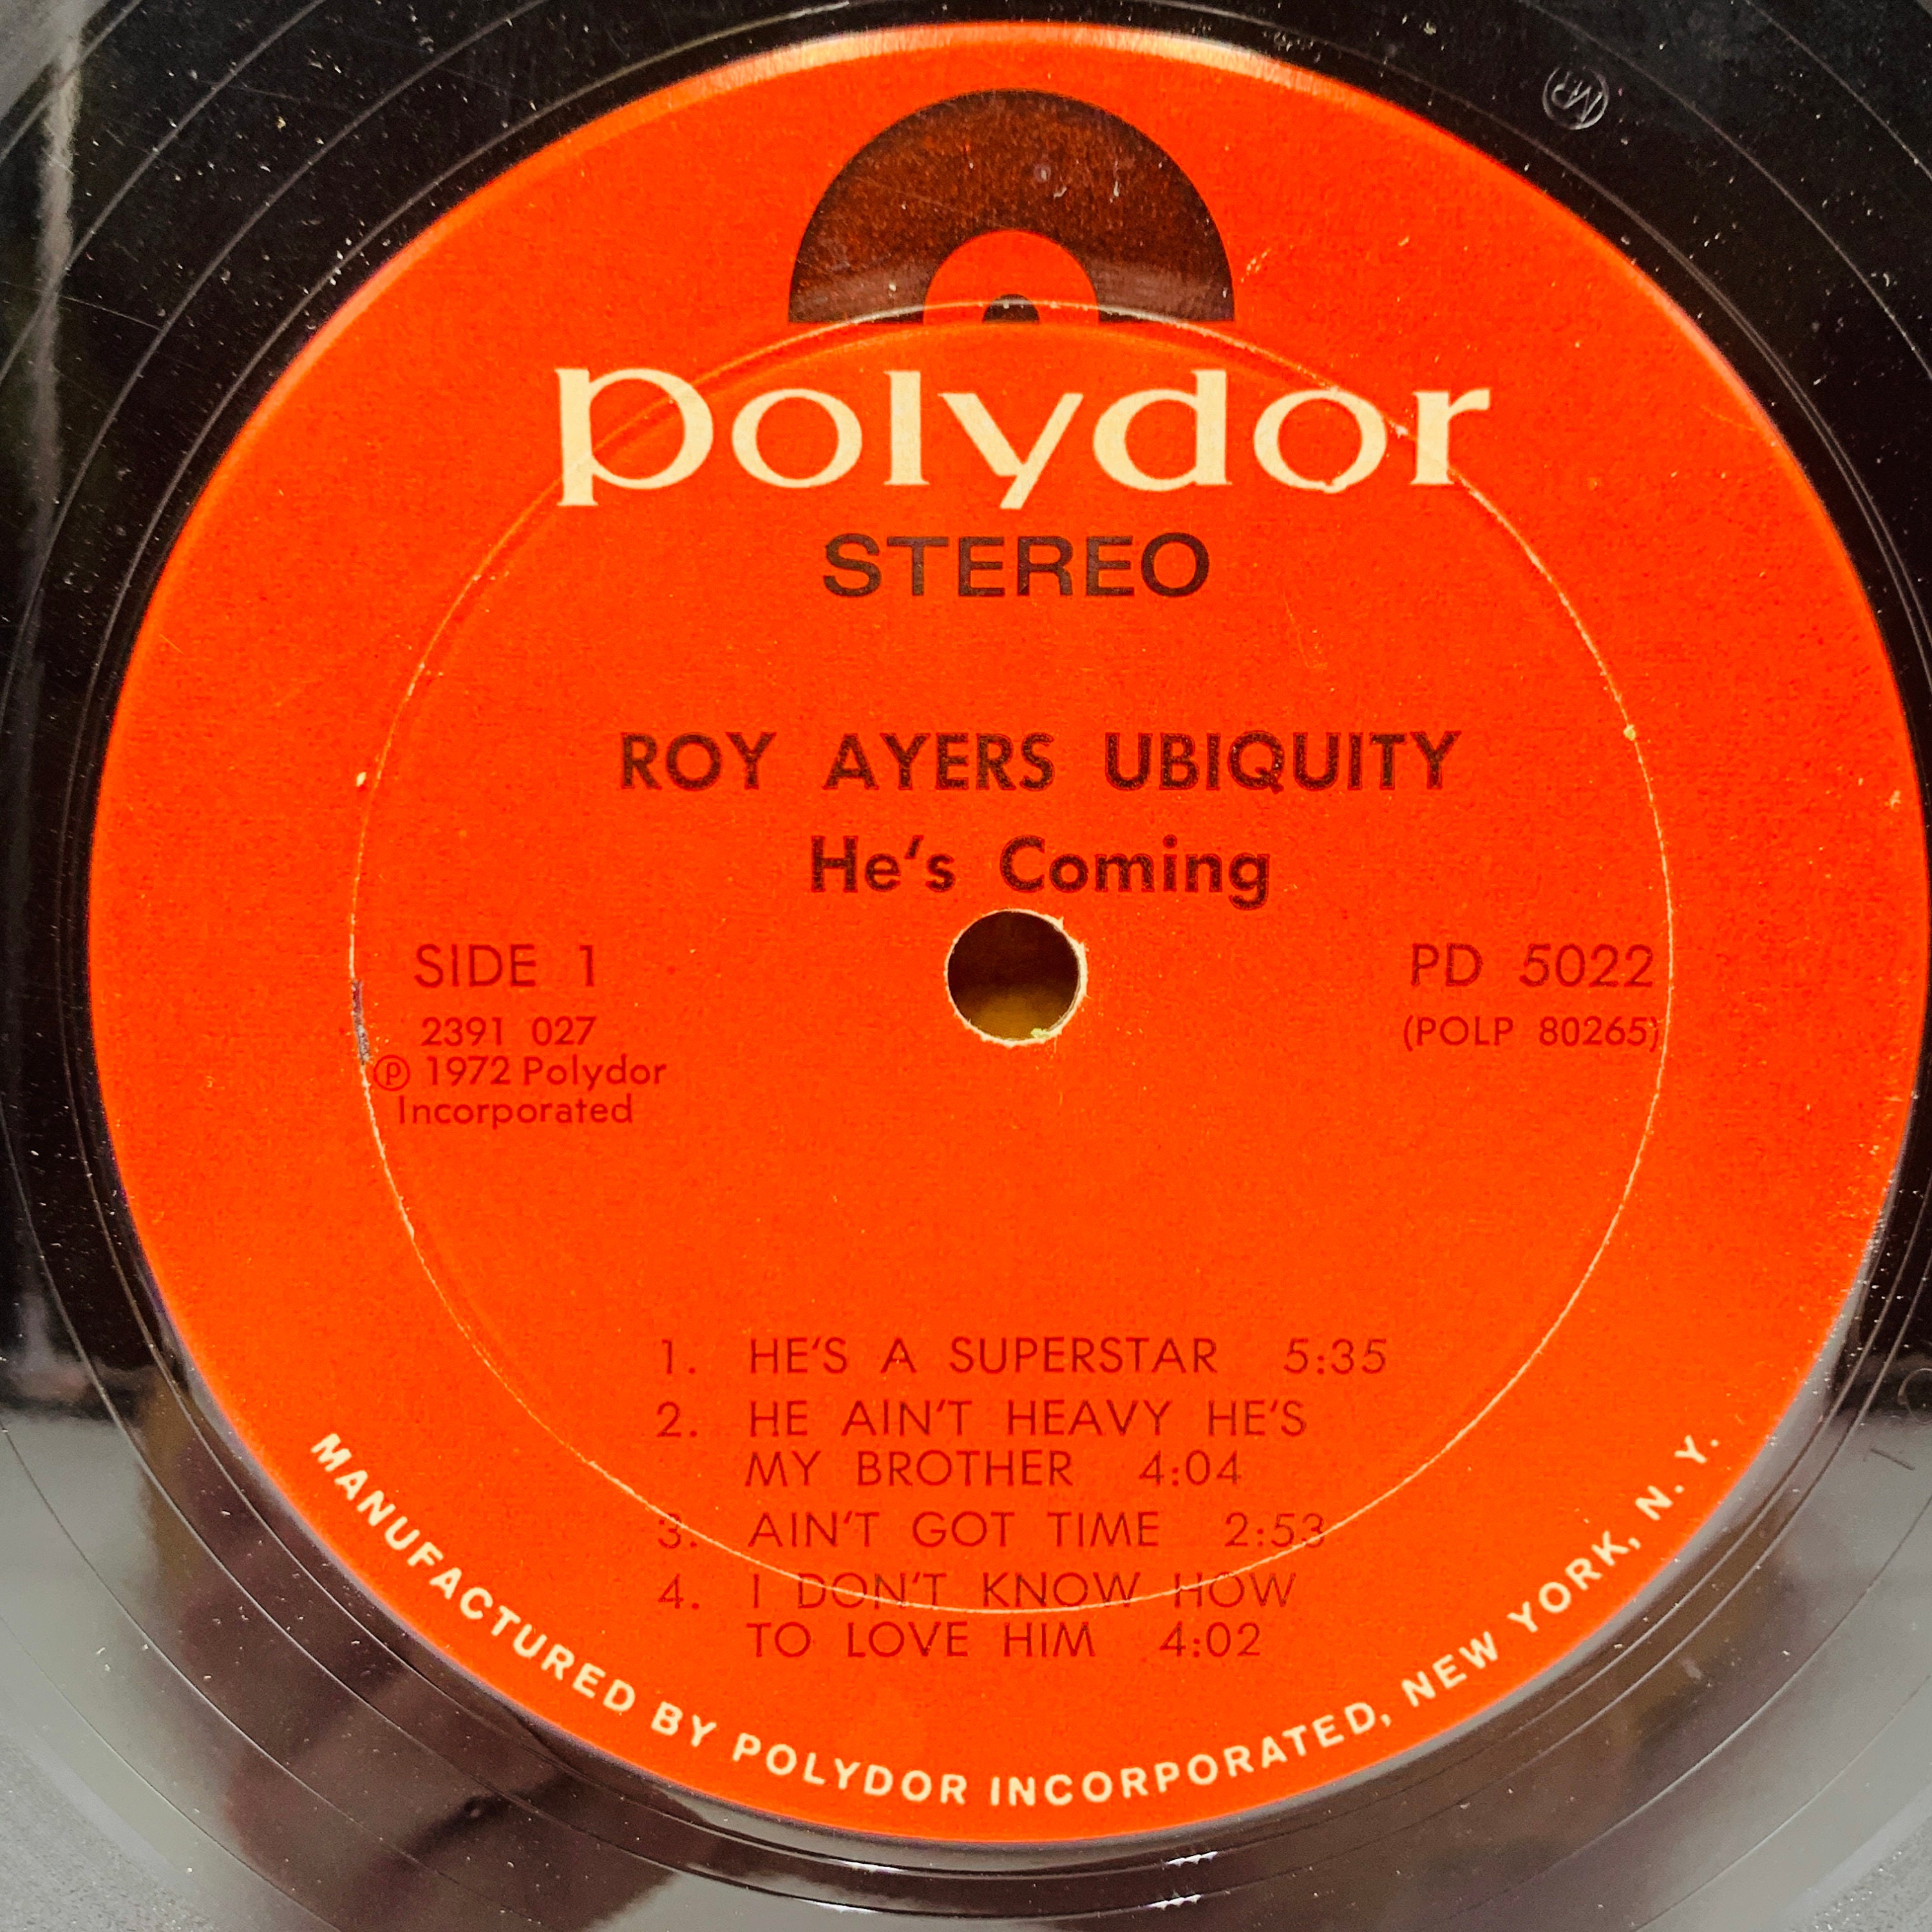 MR
polydor
STEREO
ROY AYERS UBIQUITY
He's Coming
SIDE 1
2391 027
℗ 1972 Polydor
Incorporated
PD 5022
(POLP 80265)
1. HE'S A SUPERSTAR 5:35
2. HE AIN'T HEAVY HE'S
MY BROTHER 4:04
3. AIN'T GOT TIME 2:53
4. I DON'T KNOW HOW
TO LOVE HIM 4:02
MANUFACTURED BY POLYDOR INCORPORATED, NEW YORK, N. Y.